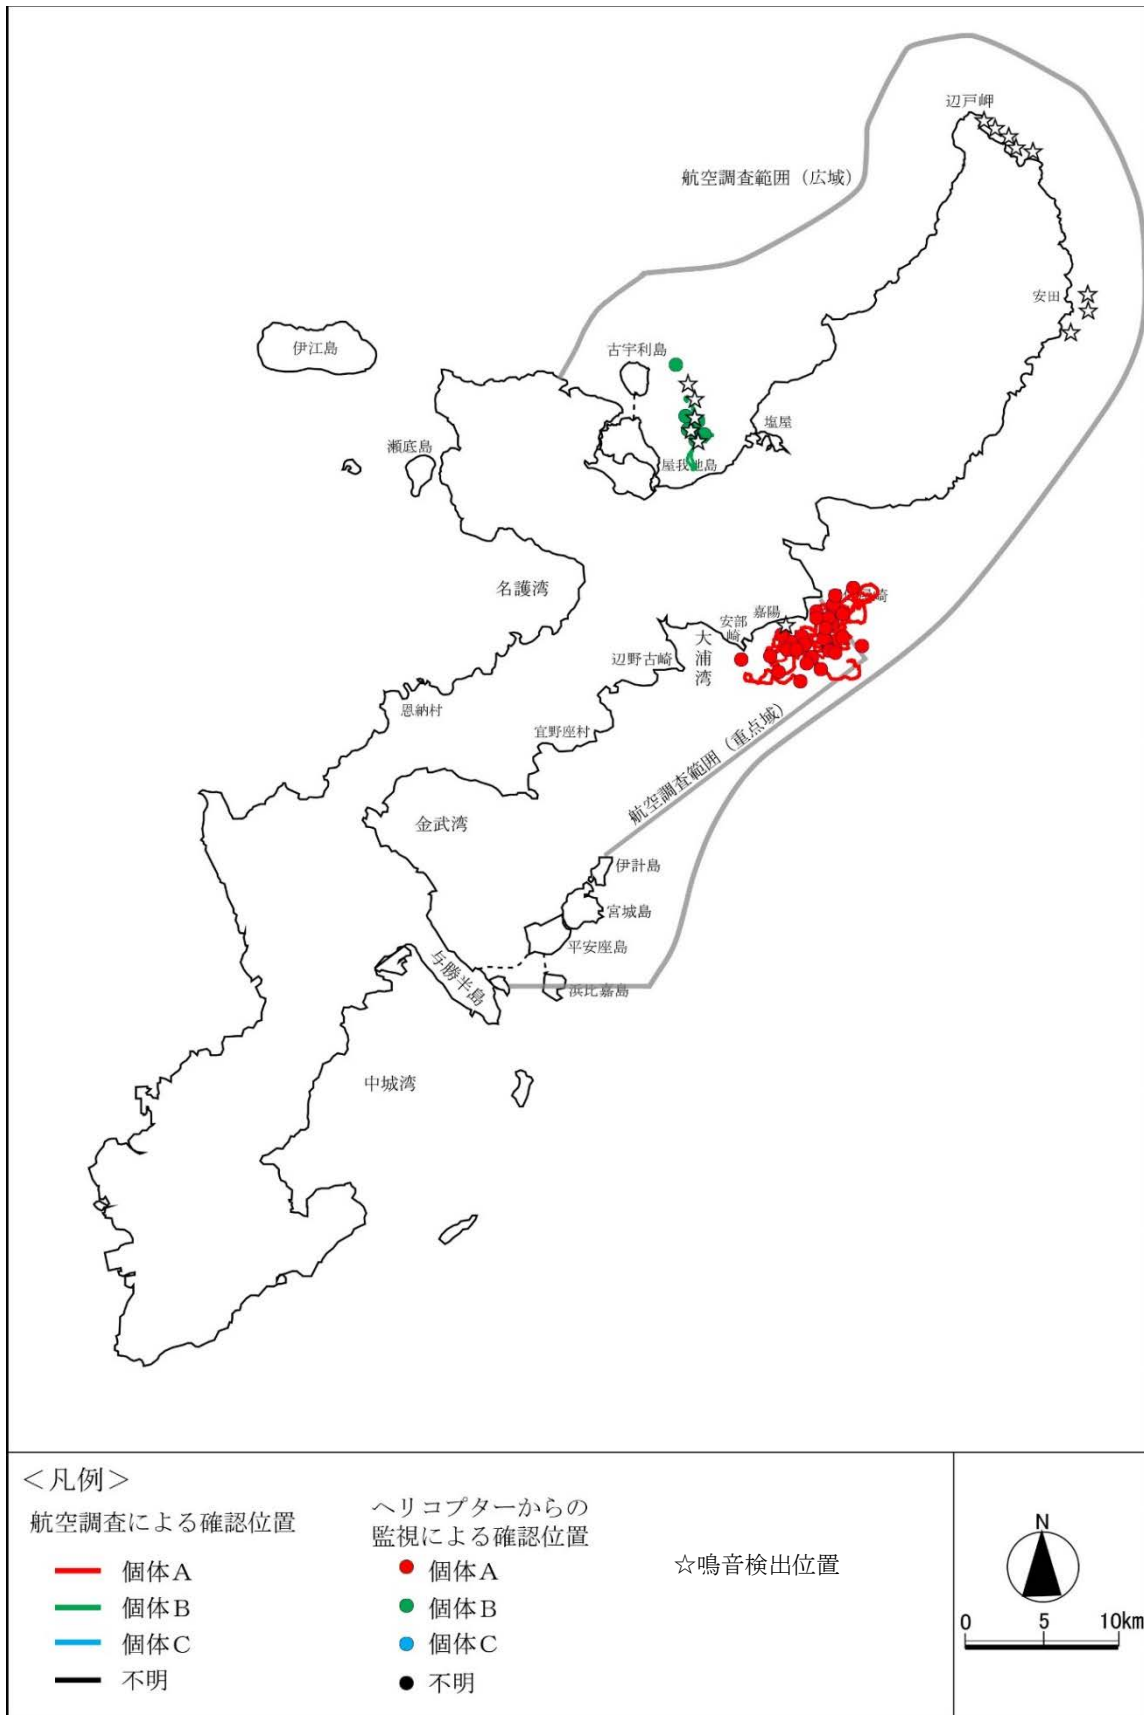 辺戸岬
航空調査範囲（広域）
安田
伊江島
古宇利島
塩屋
瀬底島
屋我地島
名護湾
嘉陽
安部
崎
大
浦
湾
辺野古崎
恩納村
宜野座村
航空調査範囲（重点域）
金武湾
伊計島
宮城島
平安座島
与勝半島
浜比嘉島
中城湾
＜凡例＞
航空調査による確認位置
個体A
個体B
個体C
不明
ヘリコプターからの
監視による確認位置
個体A
個体B
個体C
不明
☆鳴音検出位置
N
0 5 10km